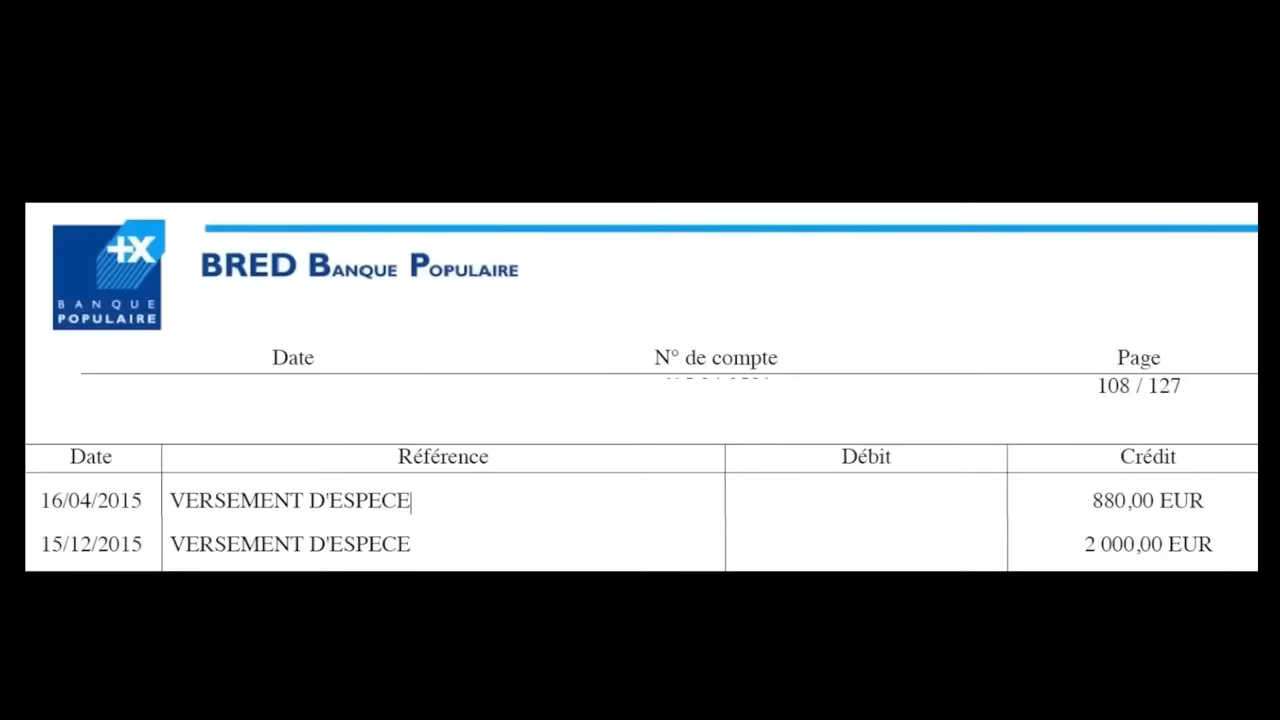 +X
BANQUE
POPULAIRE
BRED BANQUE POPULAIRE
Date N° de compte Page
108 / 127
Date Référence Débit Crédit
16/04/2015 VERSEMENT D'ESPECE 880,00 EUR
15/12/2015 VERSEMENT D'ESPECE 2 000,00 EUR